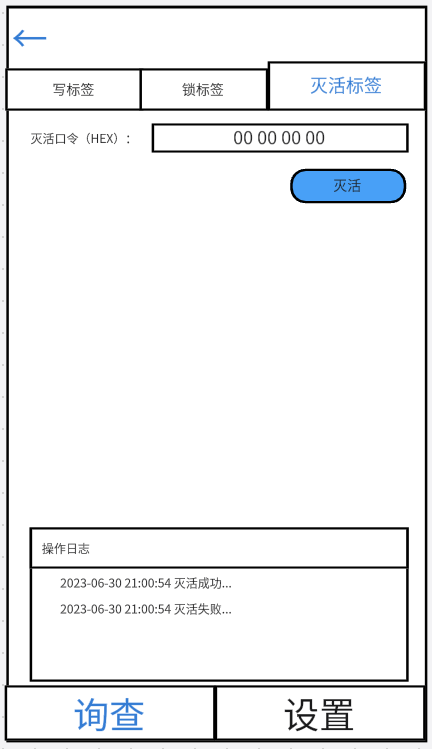 写标签 锁标签 灭活标签
灭活口令（HEX）： 00 00 00 00
灭活
操作日志
2023-06-30 21:00:54 灭活成功...
2023-06-30 21:00:54 灭活失败...
询查 设置